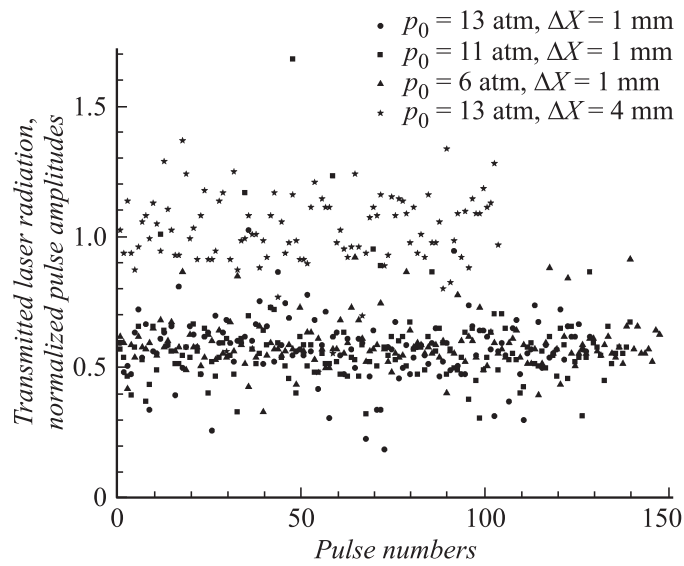 p0 = 13 atm, ΔX = 1 mm
p0 = 11 atm, ΔX = 1 mm
p0 = 6 atm, ΔX = 1 mm
p0 = 13 atm, ΔX = 4 mm
Transmitted laser radiation,
normalized pulse amplitudes
1.5
1.0
0.5
0
0 50 100 150
Pulse numbers